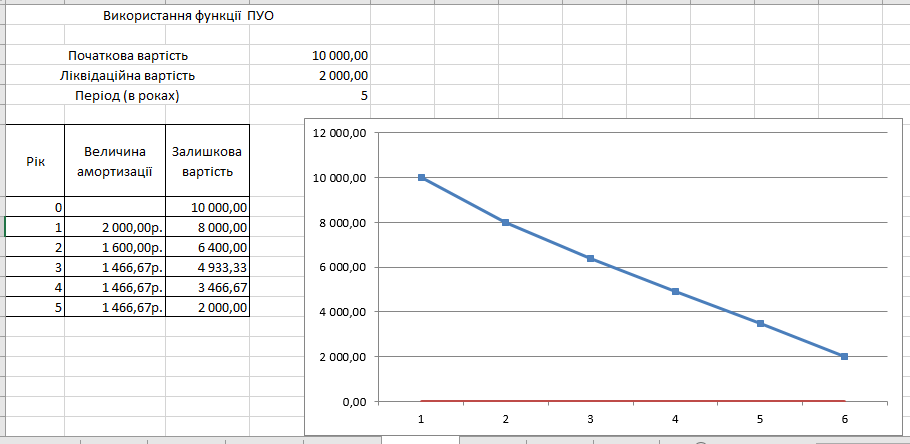 Використання функції ПУО
Початкова вартість 10 000,00
Ліквідаційна вартість 2 000,00
Період (в роках) 5
Рік Величина амортизації Залишкова вартість
0 10 000,00
1 2 000,00р. 8 000,00
2 1 600,00р. 6 400,00
3 1 466,67р. 4 933,33
4 1 466,67р. 3 466,67
5 1 466,67р. 2 000,00
12 000,00
10 000,00
8 000,00
6 000,00
4 000,00
2 000,00
0,00
1 2 3 4 5 6